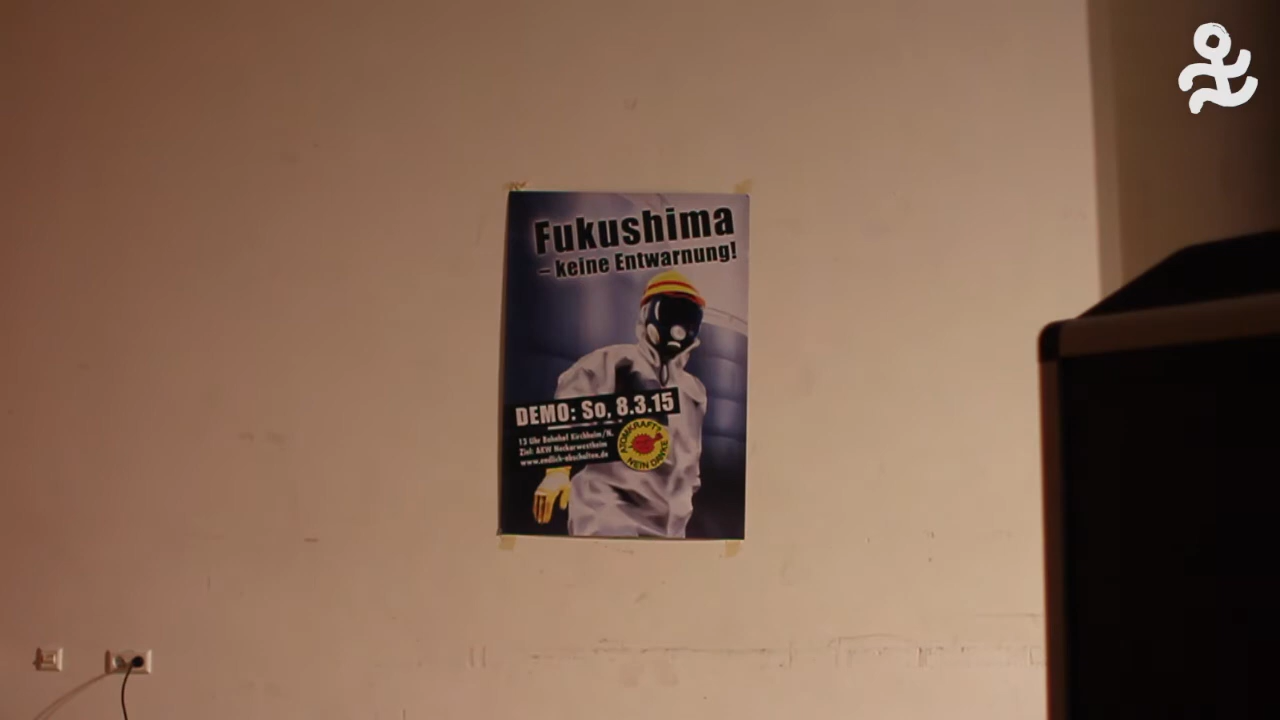 Fukushima
– keine Entwarnung!
DEMO: So, 8.3.15
13 Uhr Bahnhof Kirchheim/N.
Ziel: AKW Neckarwestheim
www.endlich-abschalten.de
ATOMKRAFT?
NEIN DANKE